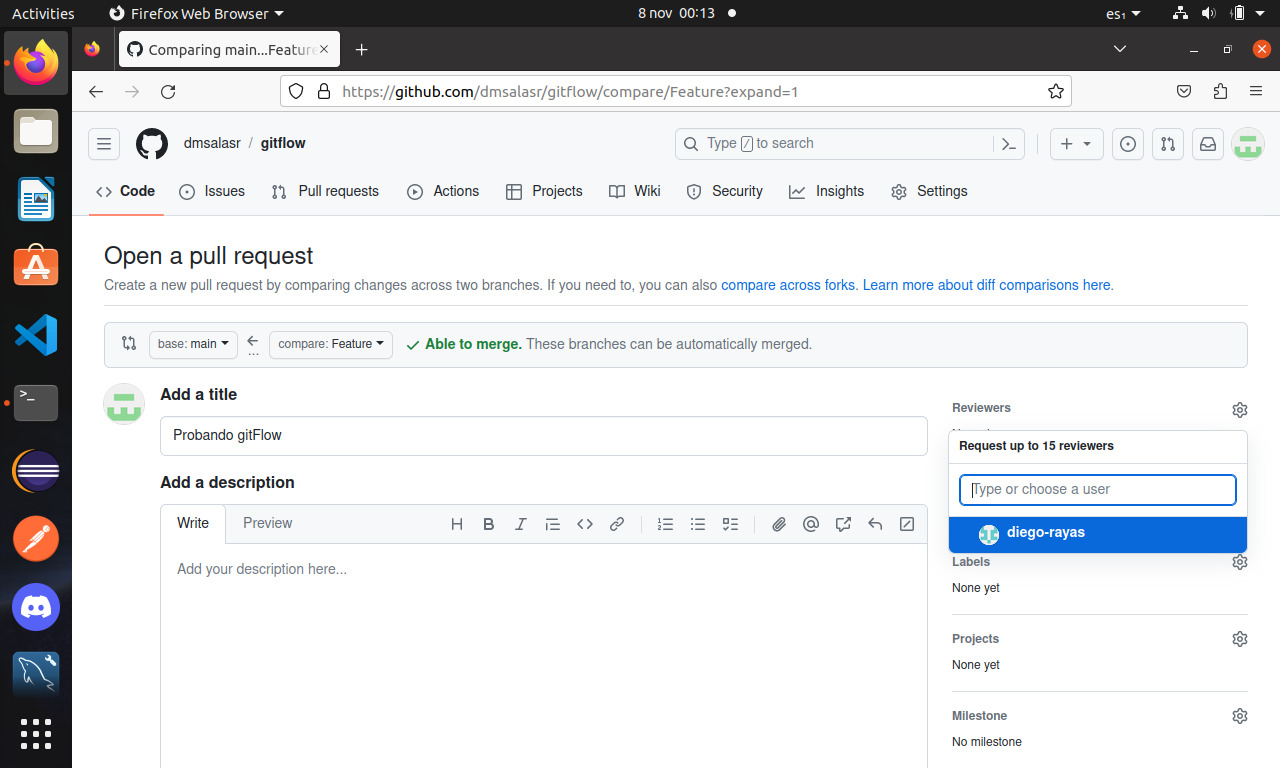 Activities Firefox Web Browser 8 nov 00:13 es₁
Comparing main...Feature
https://github.com/dmsalasr/gitflow/compare/Feature?expand=1
dmsalasr / gitflow Type / to search
Code Issues Pull requests Actions Projects Wiki Security Insights Settings
Open a pull request
Create a new pull request by comparing changes across two branches. If you need to, you can also compare across forks. Learn more about diff comparisons here.
base: main ... compare: Feature Able to merge. These branches can be automatically merged.
Add a title
Probando gitFlow
Add a description
Write Preview
Add your description here...
Reviewers
Request up to 15 reviewers
Type or choose a user
diego-rayas
Labels
None yet
Projects
None yet
Milestone
No milestone